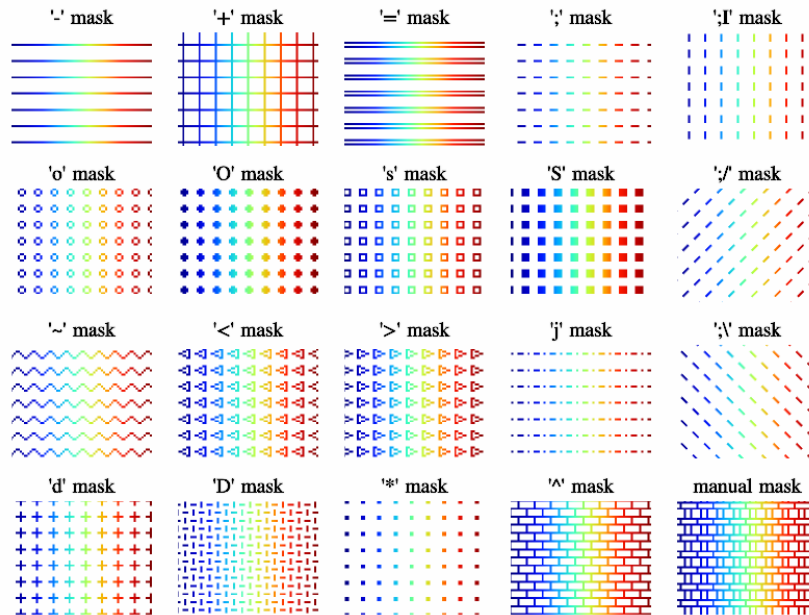 '-' mask
'+' mask
'=' mask
';' mask
';I' mask
'o' mask
'O' mask
's' mask
'S' mask
';/' mask
'~' mask
'<' mask
'>' mask
'j' mask
';\' mask
'd' mask
'D' mask
'*' mask
'^' mask
manual mask